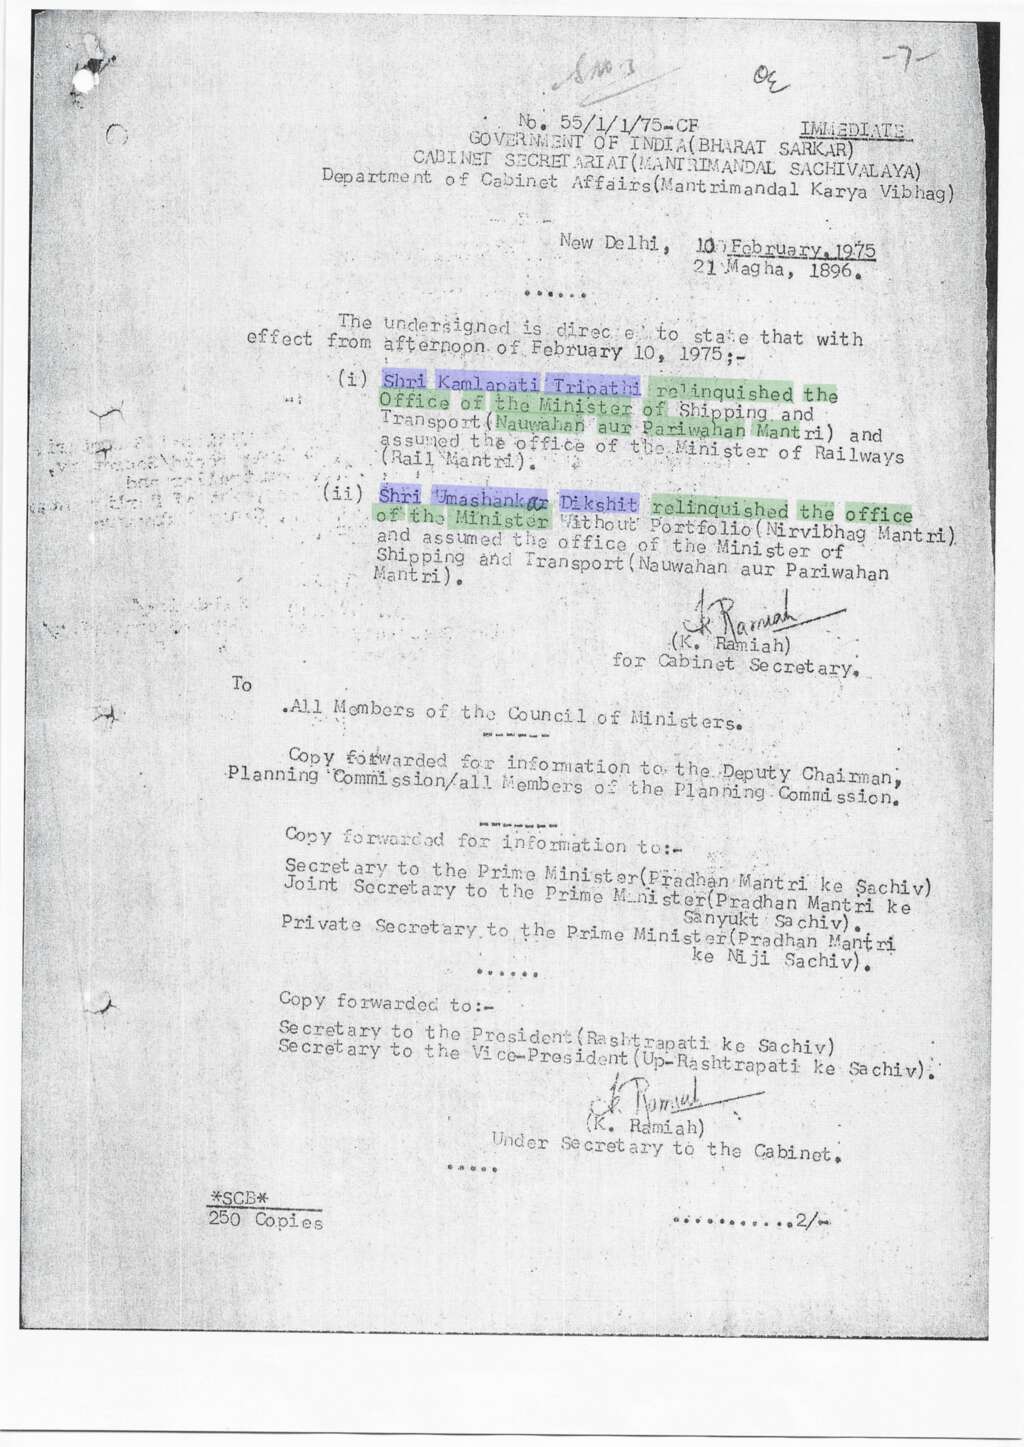 -7-
No. 55/1/1/75-CF IMMEDIATE
GOVERNMENT OF INDIA(BHARAT SARKAR)
CABINET SECRETARIAT(MANTRIMANDAL SACHIVALAYA)
Department of Cabinet Affairs(Mantrimandal Karya Vibhag)
New Delhi, 10 February, 1975
21 Magha, 1896.
......
The undersigned is directed to state that with
effect from afternoon of February 10, 1975;-
(i) Shri Kamlapati Tripathi relinquished the
Office of the Minister of Shipping and
Transport(Nauwahan aur Pariwahan Mantri) and
assumed the office of the Minister of Railways
(Rail Mantri).
(ii) Shri Umashankar Dikshit relinquished the office
of the Minister Without Portfolio(Nirvibhag Mantri)
and assumed the office of the Minister of
Shipping and Transport(Nauwahan aur Pariwahan
Mantri).
K Ramiah
(K. Ramiah)
for Cabinet Secretary.
To
.All Members of the Council of Ministers.
------
Copy forwarded for information to the Deputy Chairman,
Planning Commission/all Members of the Planning Commission.
-------
Copy forwarded for information to:-
Secretary to the Prime Minister(Pradhan Mantri ke Sachiv)
Joint Secretary to the Prime Minister(Pradhan Mantri ke
Sanyukt Sachiv).
Private Secretary to the Prime Minister(Pradhan Mantri
ke Niji Sachiv).
......
Copy forwarded to:-
Secretary to the President(Rashtrapati ke Sachiv)
Secretary to the Vice-President(Up-Rashtrapati ke Sachiv).
K Ramiah
(K. Ramiah)
Under Secretary to the Cabinet.
.....
*SCB*
250 Copies
...........2/-